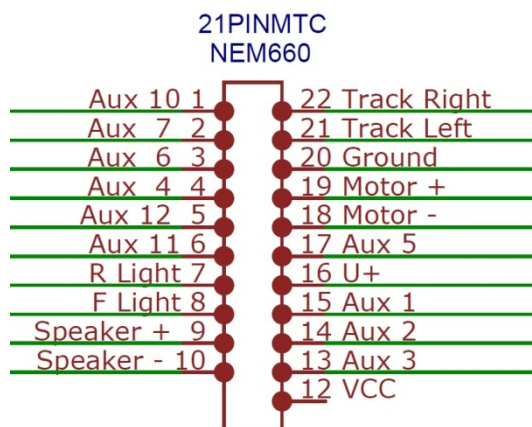 21PINMTC
NEM660
Aux 10 1 22 Track Right
Aux 7 2 21 Track Left
Aux 6 3 20 Ground
Aux 4 4 19 Motor +
Aux 12 5 18 Motor -
Aux 11 6 17 Aux 5
R Light 7 16 U+
F Light 8 15 Aux 1
Speaker + 9 14 Aux 2
Speaker - 10 13 Aux 3
12 VCC